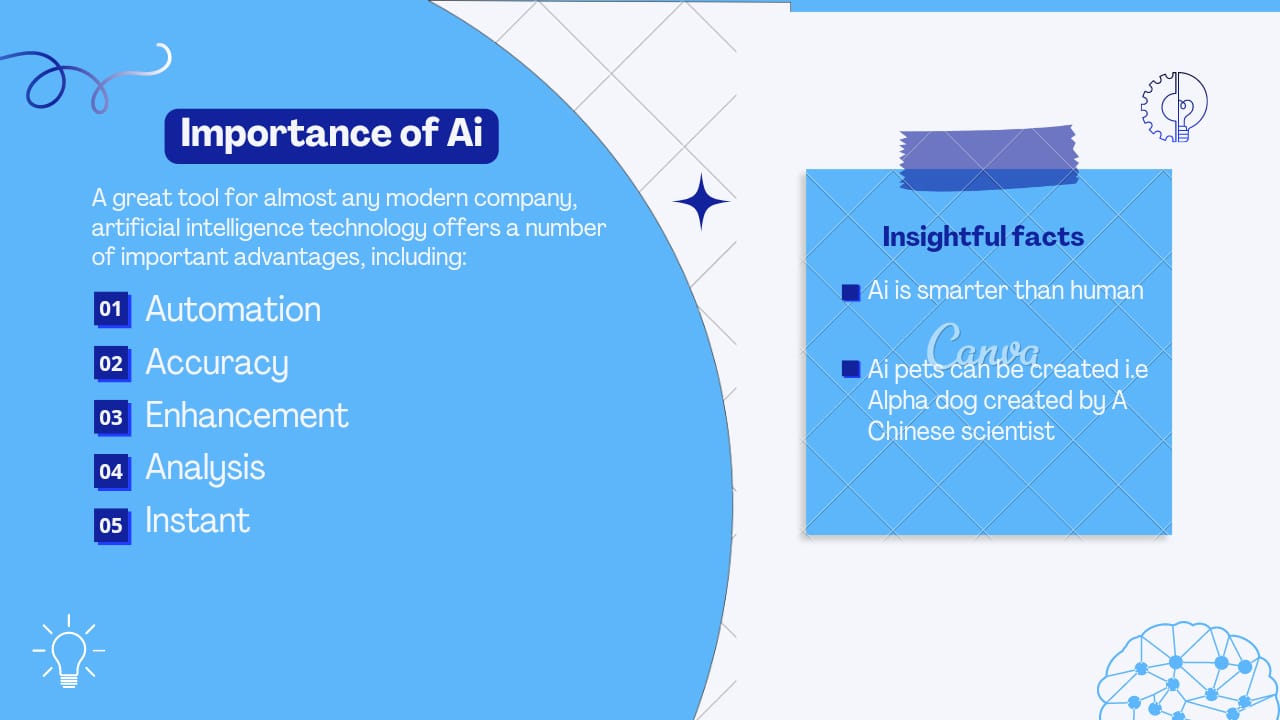 Importance of Ai
A great tool for almost any modern company,
artificial intelligence technology offers a number
of important advantages, including:
01 Automation
02 Accuracy
03 Enhancement
04 Analysis
05 Instant
Insightful facts
Ai is smarter than human
Canva
Ai pets can be created i.e
Alpha dog created by A
Chinese scientist